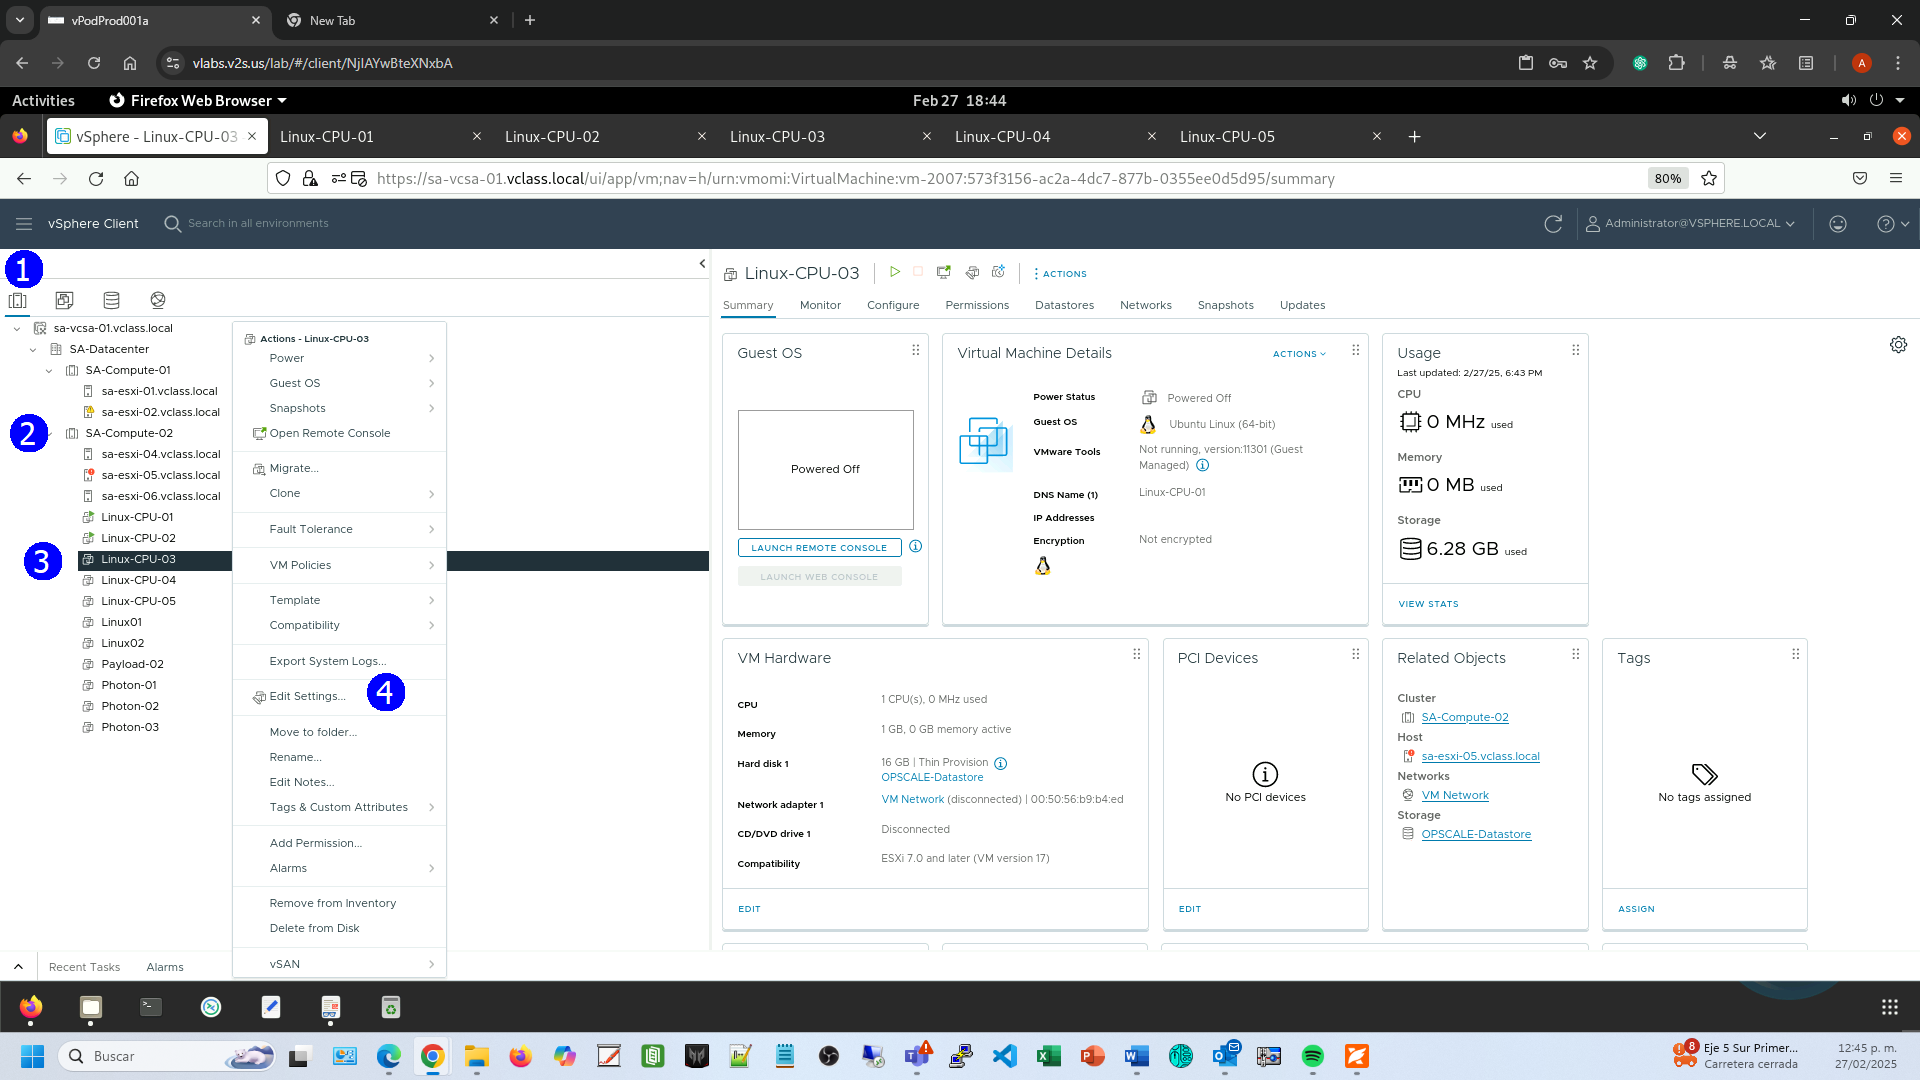 vPodProd001a
New Tab
vlabs.v2s.us/lab/#/client/NjIAYwBteXNxbA
A
Activities
Firefox Web Browser
Feb 27 18:44
vSphere - Linux-CPU-03
Linux-CPU-01
Linux-CPU-02
Linux-CPU-03
Linux-CPU-04
Linux-CPU-05
https://sa-vcsa-01.vclass.local/ui/app/vm;nav=h/urn:vmomi:VirtualMachine:vm-2007:573f3156-ac2a-4dc7-877b-0355ee0d5d95/summary
80%
vSphere Client
Search in all environments
Administrator@VSPHERE.LOCAL
1
sa-vcsa-01.vclass.local
SA-Datacenter
SA-Compute-01
sa-esxi-01.vclass.local
sa-esxi-02.vclass.local
2
SA-Compute-02
sa-esxi-04.vclass.local
sa-esxi-05.vclass.local
sa-esxi-06.vclass.local
Linux-CPU-01
Linux-CPU-02
3
Linux-CPU-03
Linux-CPU-04
Linux-CPU-05
Linux01
Linux02
Payload-02
Photon-01
Photon-02
Photon-03
Actions - Linux-CPU-03
Power
Guest OS
Snapshots
Open Remote Console
Migrate...
Clone
Fault Tolerance
VM Policies
Template
Compatibility
Export System Logs...
Edit Settings...
4
Move to folder...
Rename...
Edit Notes...
Tags & Custom Attributes
Add Permission...
Alarms
Remove from Inventory
Delete from Disk
vSAN
Linux-CPU-03
ACTIONS
Summary
Monitor
Configure
Permissions
Datastores
Networks
Snapshots
Updates
Guest OS
Powered Off
LAUNCH REMOTE CONSOLE
LAUNCH WEB CONSOLE
Virtual Machine Details
ACTIONS
Power Status
Powered Off
Guest OS
Ubuntu Linux (64-bit)
VMware Tools
Not running, version:11301 (Guest
Managed)
DNS Name (1)
Linux-CPU-01
IP Addresses
Encryption
Not encrypted
Usage
Last updated: 2/27/25, 6:43 PM
CPU
0 MHz used
Memory
0 MB used
Storage
6.28 GB used
VIEW STATS
VM Hardware
CPU
1 CPU(s), 0 MHz used
Memory
1 GB, 0 GB memory active
Hard disk 1
16 GB | Thin Provision
OPSCALE-Datastore
Network adapter 1
VM Network (disconnected) | 00:50:56:b9:b4:ed
CD/DVD drive 1
Disconnected
Compatibility
ESXi 7.0 and later (VM version 17)
EDIT
PCI Devices
No PCI devices
EDIT
Related Objects
Cluster
SA-Compute-02
Host
sa-esxi-05.vclass.local
Networks
VM Network
Storage
OPSCALE-Datastore
Tags
No tags assigned
ASSIGN
Recent Tasks
Alarms
Buscar
8
Eje 5 Sur Primer...
Carretera cerrada
12:45 p. m.
27/02/2025